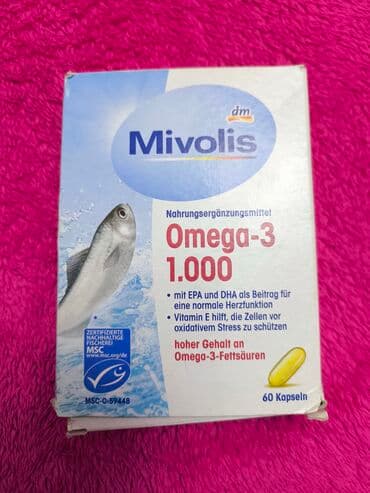 dm
Mivolis
Nahrungsergänzungsmittel
Omega-3
1.000
• mit EPA und DHA als Beitrag für
eine normale Herzfunktion
• Vitamin E hilft, die Zellen vor
oxidativem Stress zu schützen
hoher Gehalt an
Omega-3-Fettsäuren
ZERTIFIZIERTE
NACHHALTIGE
FISCHEREI
MSC
www.msc.org/de
MSC-C-59448
60 Kapseln